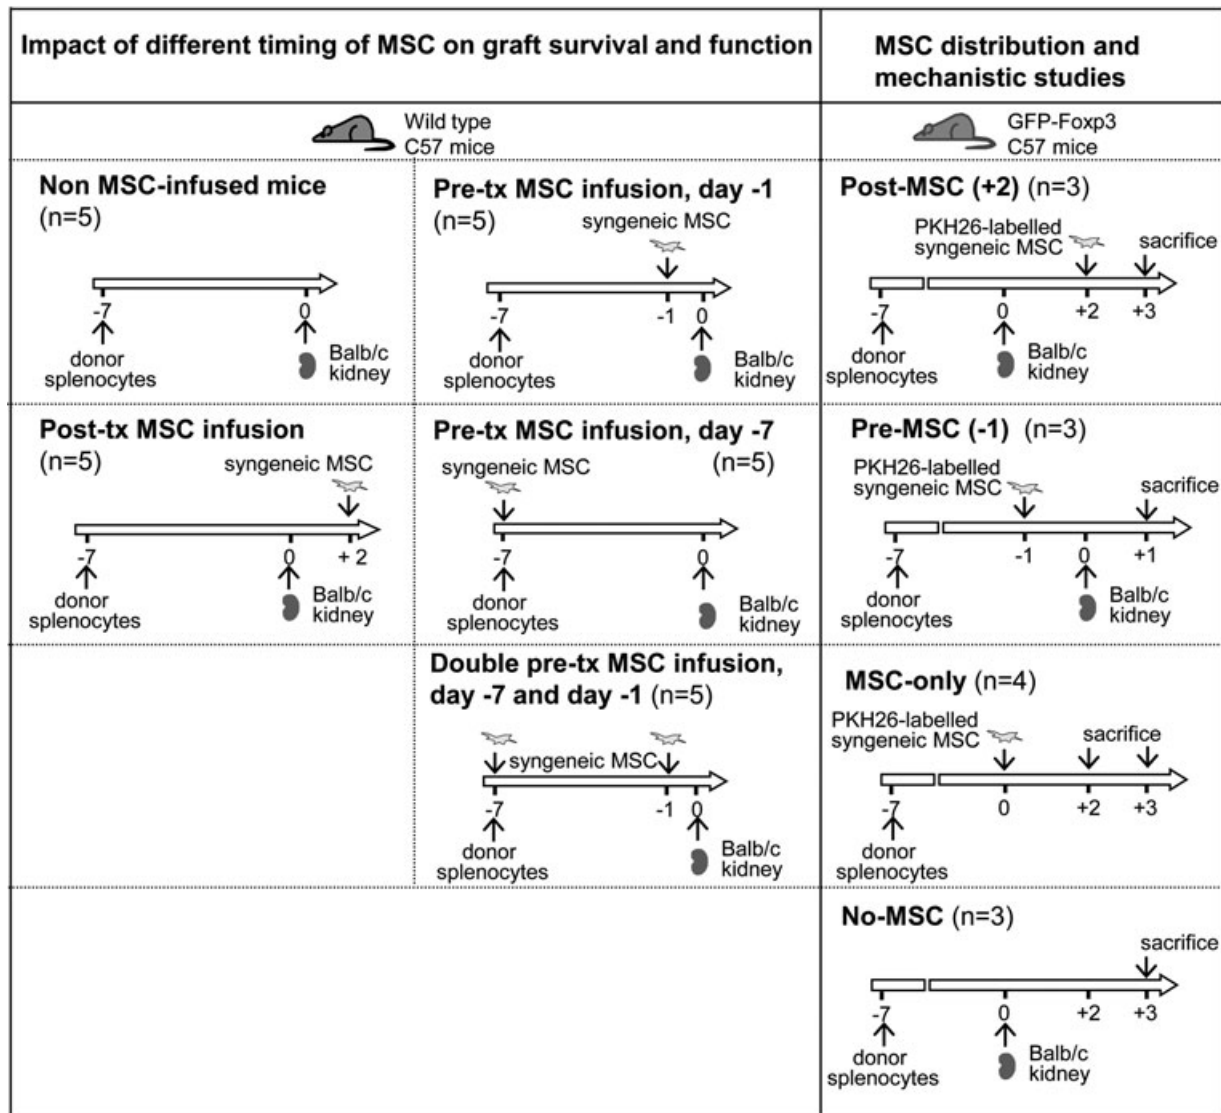 Impact of different timing of MSC on graft survival and function
MSC distribution and
mechanistic studies
Wild type
C57 mice
GFP-Foxp3
C57 mice
Non MSC-infused mice
(n=5)
-7
0
donor
splenocytes
Balb/c
kidney
Pre-tx MSC infusion, day -1
(n=5)
syngeneic MSC
-7
-1
0
donor
splenocytes
Balb/c
kidney
Post-MSC (+2) (n=3)
PKH26-labelled
syngeneic MSC
sacrifice
-7
0
+2
+3
donor
splenocytes
Balb/c
kidney
Post-tx MSC infusion
(n=5)
syngeneic MSC
-7
0
+ 2
donor
splenocytes
Balb/c
kidney
Pre-tx MSC infusion, day -7
(n=5)
syngeneic MSC
-7
0
donor
splenocytes
Balb/c
kidney
Pre-MSC (-1) (n=3)
PKH26-labelled
syngeneic MSC
sacrifice
-7
-1
0
+1
donor
splenocytes
Balb/c
kidney
Double pre-tx MSC infusion,
day -7 and day -1 (n=5)
syngeneic MSC
-7
-1
0
donor
splenocytes
Balb/c
kidney
MSC-only (n=4)
PKH26-labelled
syngeneic MSC
sacrifice
-7
0
+2
+3
donor
splenocytes
No-MSC (n=3)
sacrifice
-7
0
+2
+3
donor
splenocytes
Balb/c
kidney